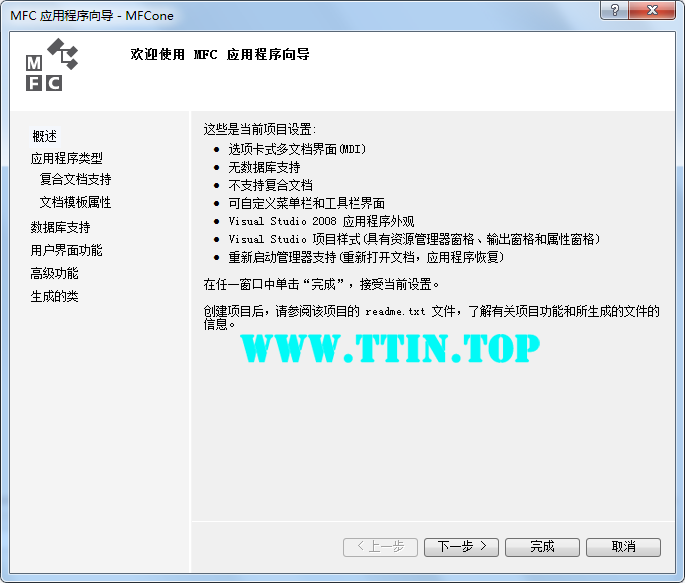 MFC 应用程序向导 - MFCone
?
M
F C
欢迎使用 MFC 应用程序向导
概述
应用程序类型
复合文档支持
文档模板属性
数据库支持
用户界面功能
高级功能
生成的类
这些是当前项目设置:
• 选项卡式多文档界面(MDI)
• 无数据库支持
• 不支持复合文档
• 可自定义菜单栏和工具栏界面
• Visual Studio 2008 应用程序外观
• Visual Studio 项目样式(具有资源管理器窗格、输出窗格和属性窗格)
• 重新启动管理器支持(重新打开文档，应用程序恢复)
在任一窗口中单击“完成”，接受当前设置。
创建项目后，请参阅该项目的 readme.txt 文件，了解有关项目功能和所生成的文件的
信息。
WWW.TTIN.TOP
< 上一步
下一步 >
完成
取消